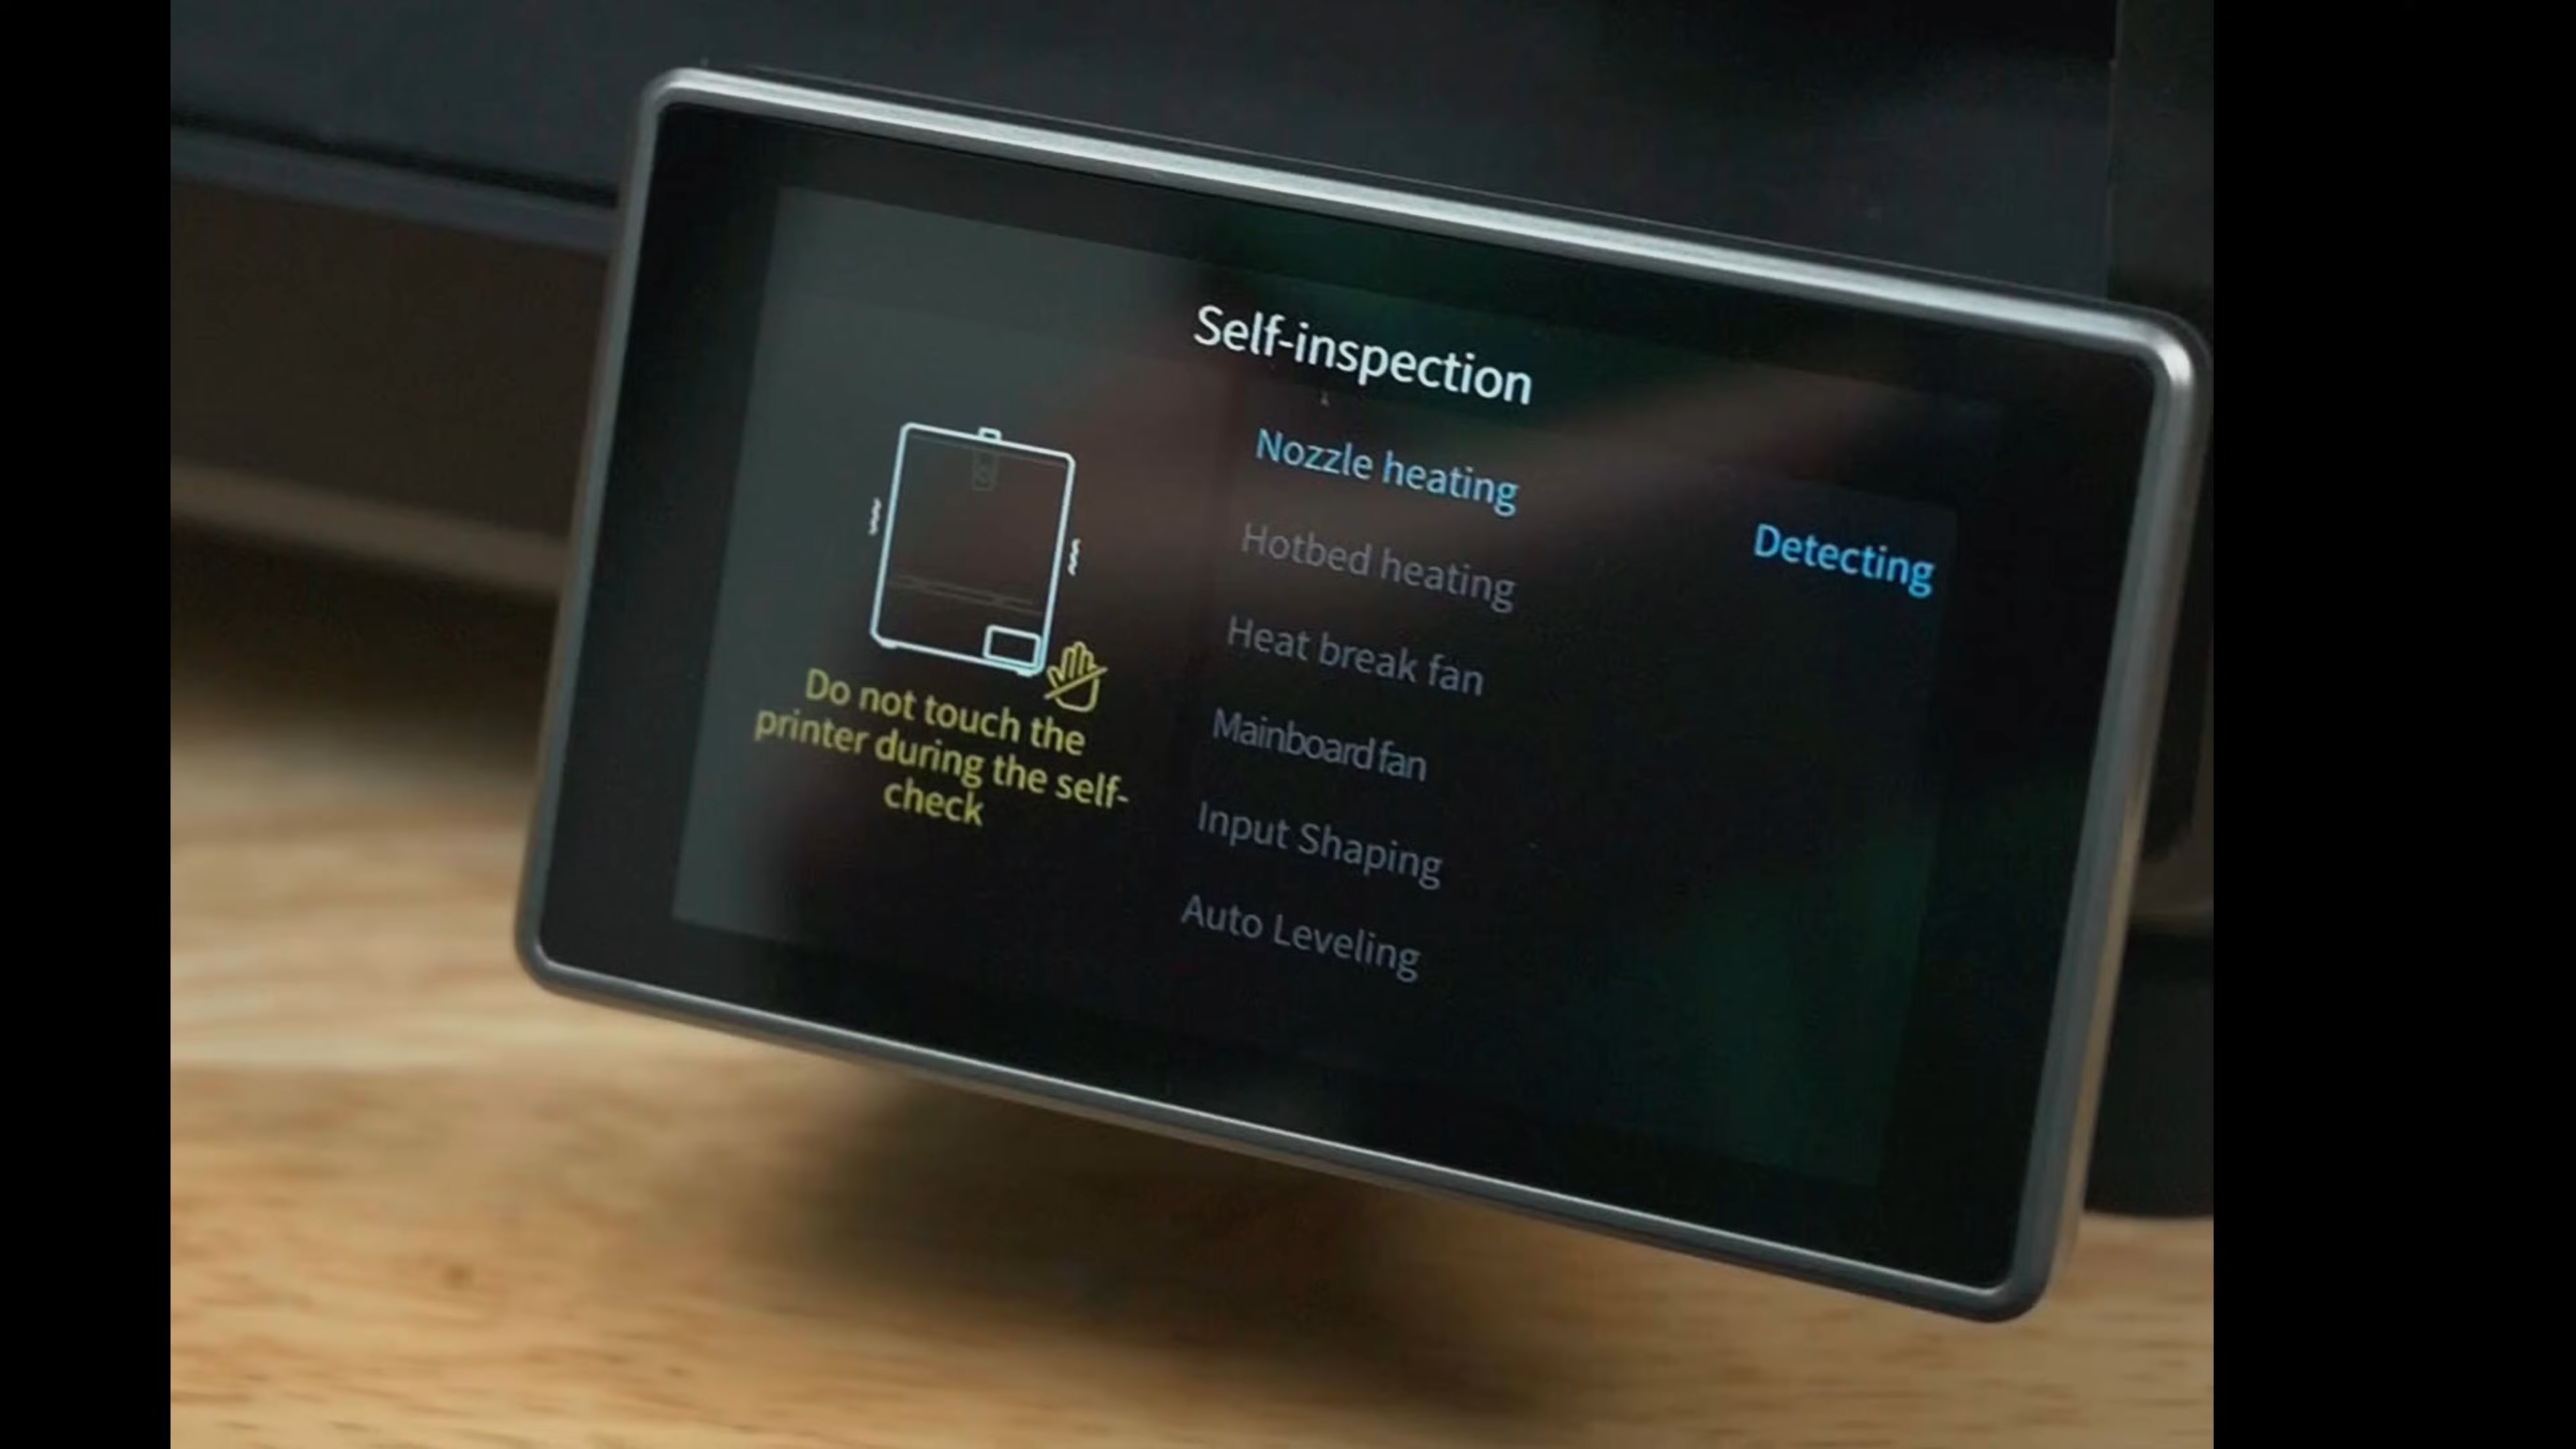 Self-inspection
Nozzle heating
Detecting
Hotbed heating
Heat break fan
Mainboard fan
Input Shaping
Auto Leveling
Do not touch the
printer during the self-
check